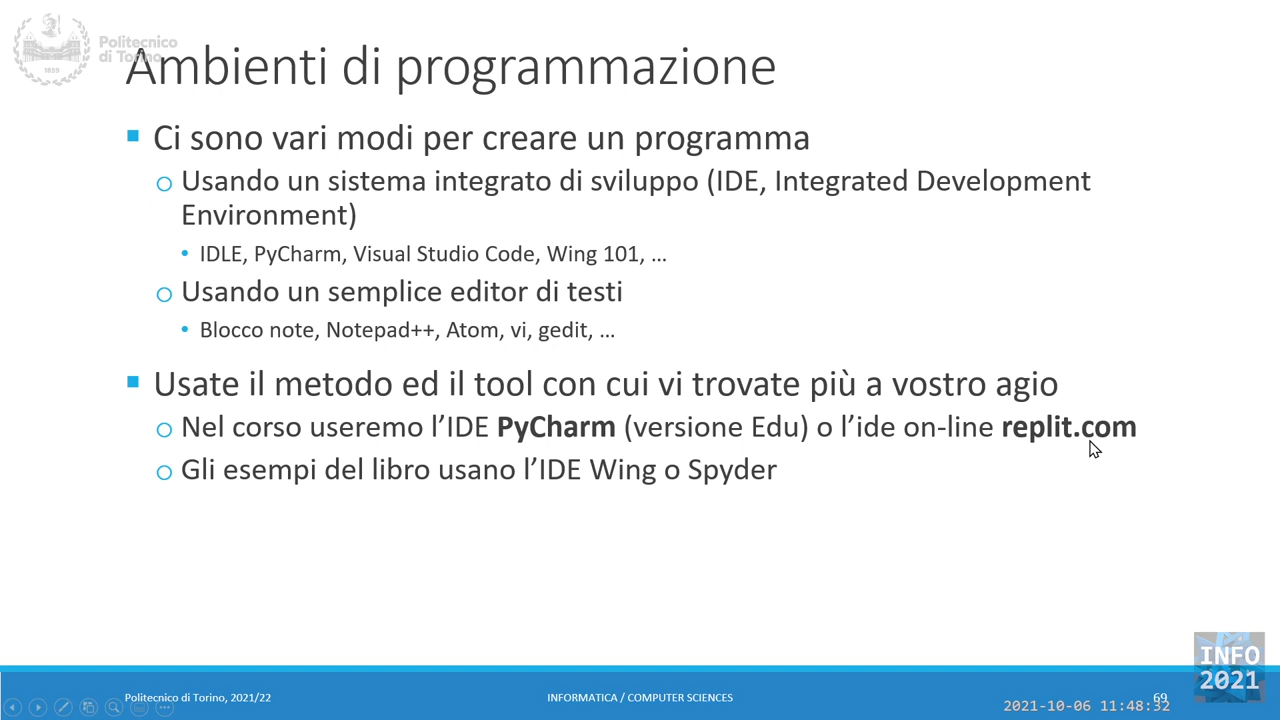 Politecnico
di Torino
1859
Ambienti di programmazione
Ci sono vari modi per creare un programma
Usando un sistema integrato di sviluppo (IDE, Integrated Development
Environment)
IDLE, PyCharm, Visual Studio Code, Wing 101, …
Usando un semplice editor di testi
Blocco note, Notepad++, Atom, vi, gedit, …
Usate il metodo ed il tool con cui vi trovate più a vostro agio
Nel corso useremo l’IDE PyCharm (versione Edu) o l’ide on-line replit.com
Gli esempi del libro usano l’IDE Wing o Spyder
INFO
2021
Politecnico di Torino, 2021/22
INFORMATICA / COMPUTER SCIENCES
69
2021-10-06 11:48:32